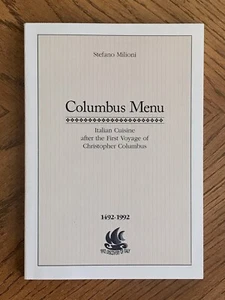 Stefano Milioni
Columbus Menu
Italian Cuisine
after the First Voyage of
Christopher Columbus
1492-1992